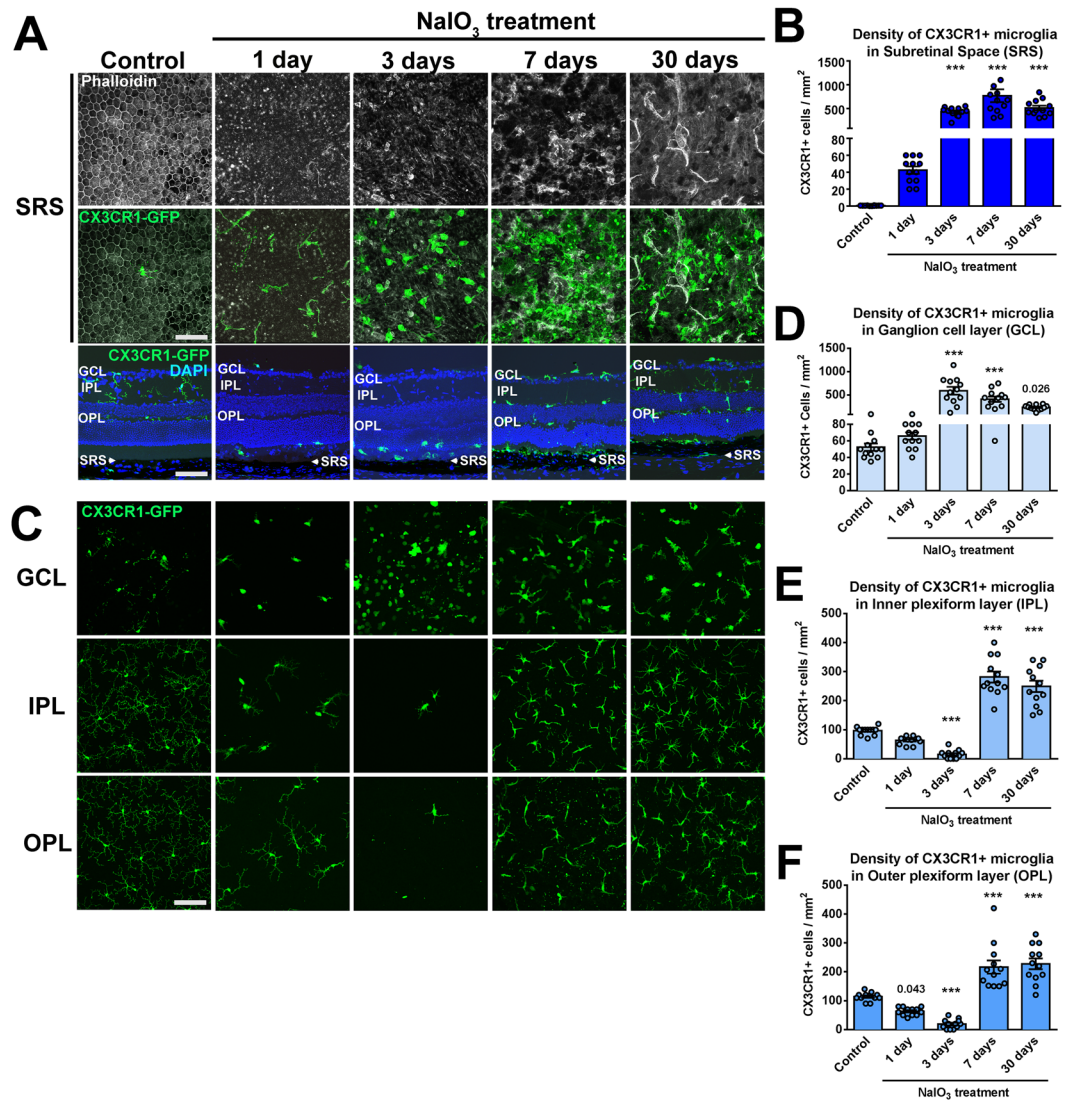 A
NaIO3 treatment
Control
1 day
3 days
7 days
30 days
SRS
Phalloidin
CX3CR1-GFP
CX3CR1-GFP
DAPI
GCL
IPL
OPL
SRS
GCL
IPL
OPL
SRS
GCL
IPL
OPL
SRS
GCL
IPL
OPL
SRS
GCL
IPL
OPL
SRS
B
Density of CX3CR1+ microglia
in Subretinal Space (SRS)
CX3CR1+ cells / mm2
1500
1000
500
80
60
40
20
0
***
***
***
Control
1 day
3 days
7 days
30 days
NaIO3 treatment
C
CX3CR1-GFP
GCL
IPL
OPL
D
Density of CX3CR1+ microglia
in Ganglion cell layer (GCL)
CX3CR1+ Cells / mm2
1500
1000
500
80
60
40
20
0
***
***
0.026
Control
1 day
3 days
7 days
30 days
NaIO3 treatment
E
Density of CX3CR1+ microglia
in Inner plexiform layer (IPL)
CX3CR1+ cells / mm2
500
400
300
200
100
0
***
***
***
Control
1 day
3 days
7 days
30 days
NaIO3 treatment
F
Density of CX3CR1+ microglia
in Outer plexiform layer (OPL)
CX3CR1+ cells / mm2
500
400
300
200
100
0
0.043
***
***
***
Control
1 day
3 days
7 days
30 days
NaIO3 treatment